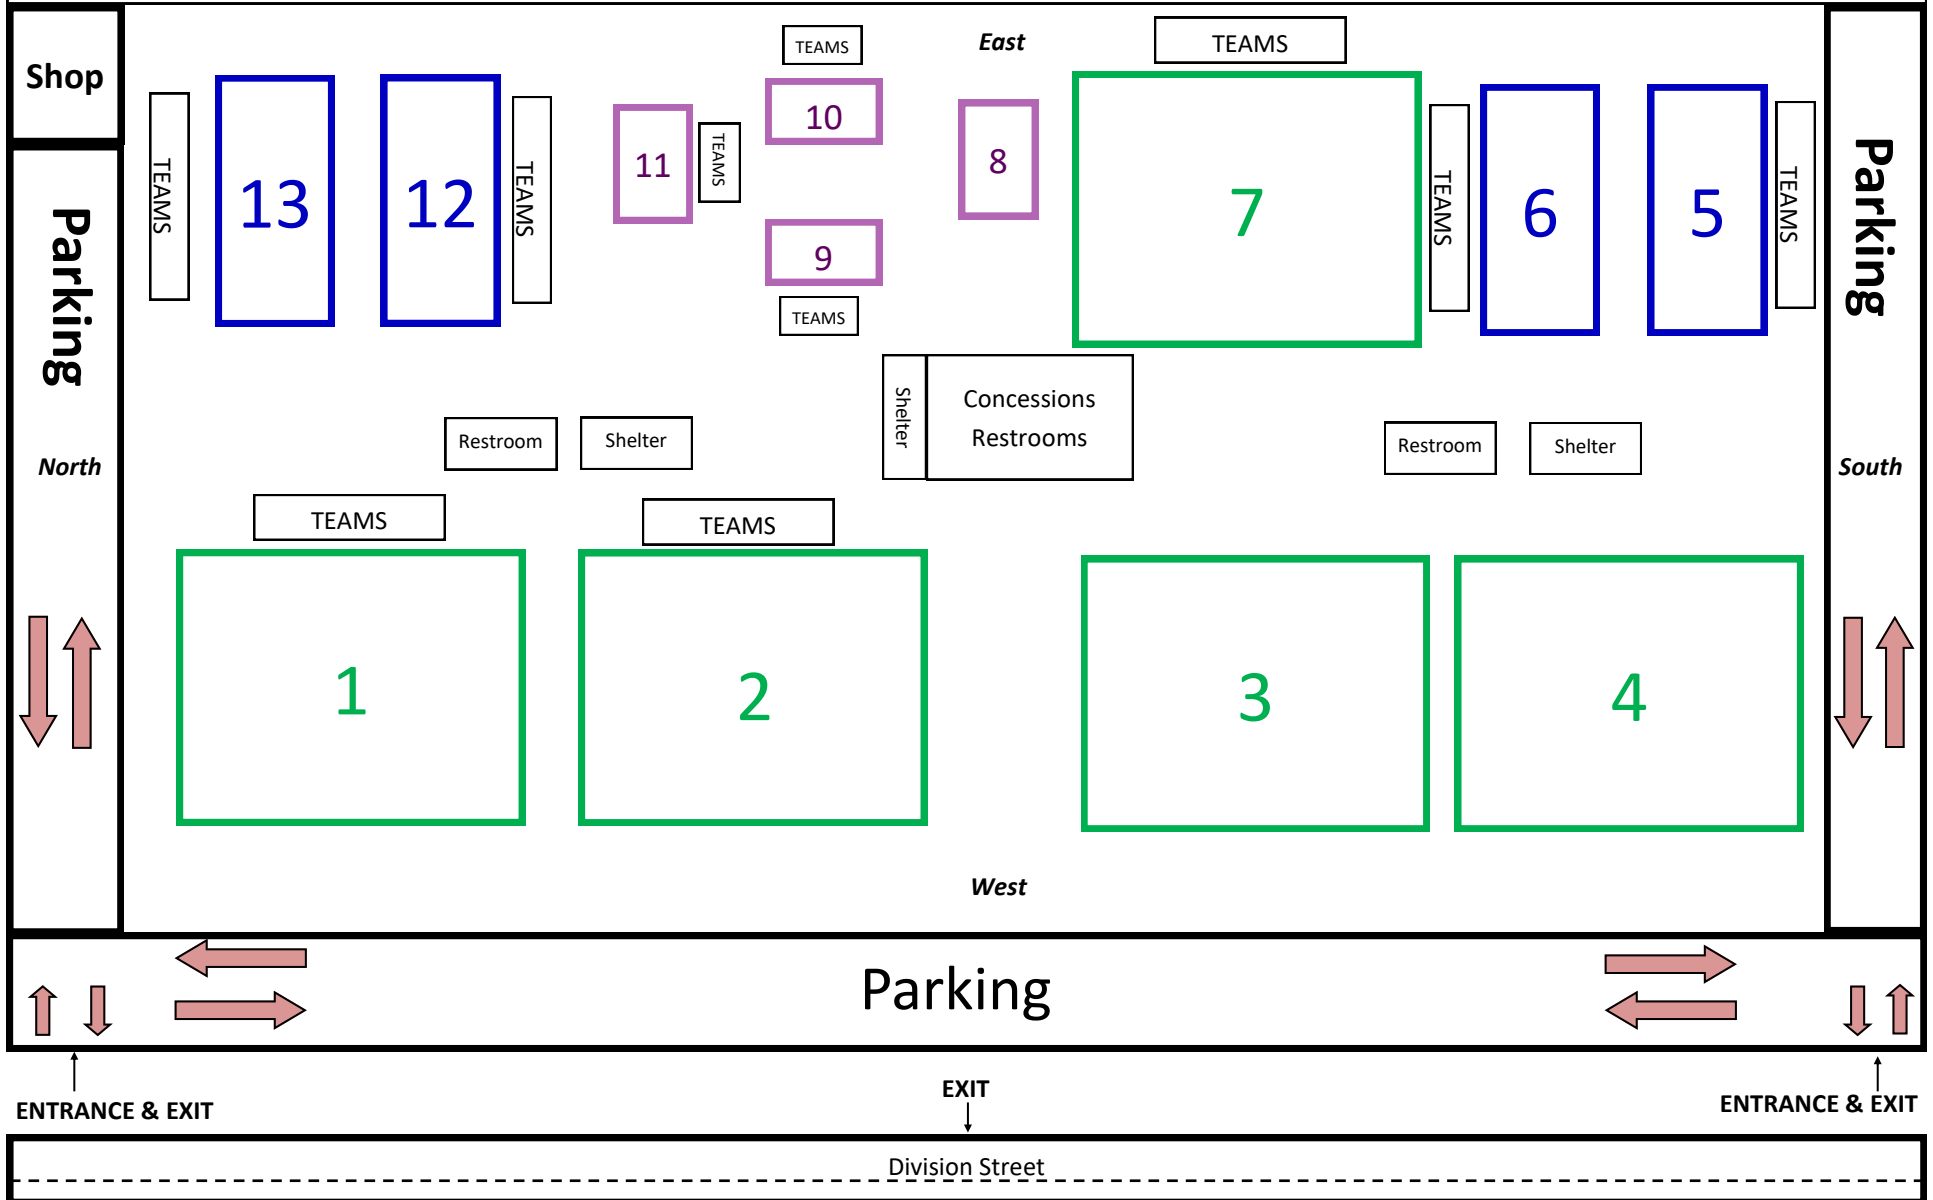 East
TEAMS
TEAMS
Shop
Parking
North
TEAMS
13
12
TEAMS
11
TEAMS
10
9
TEAMS
8
7
TEAMS
6
5
TEAMS
Parking
South
Shelter
Concessions
Restrooms
Restroom
Shelter
Restroom
Shelter
TEAMS
TEAMS
1
2
3
4
West
Parking
ENTRANCE & EXIT
EXIT
ENTRANCE & EXIT
Division Street